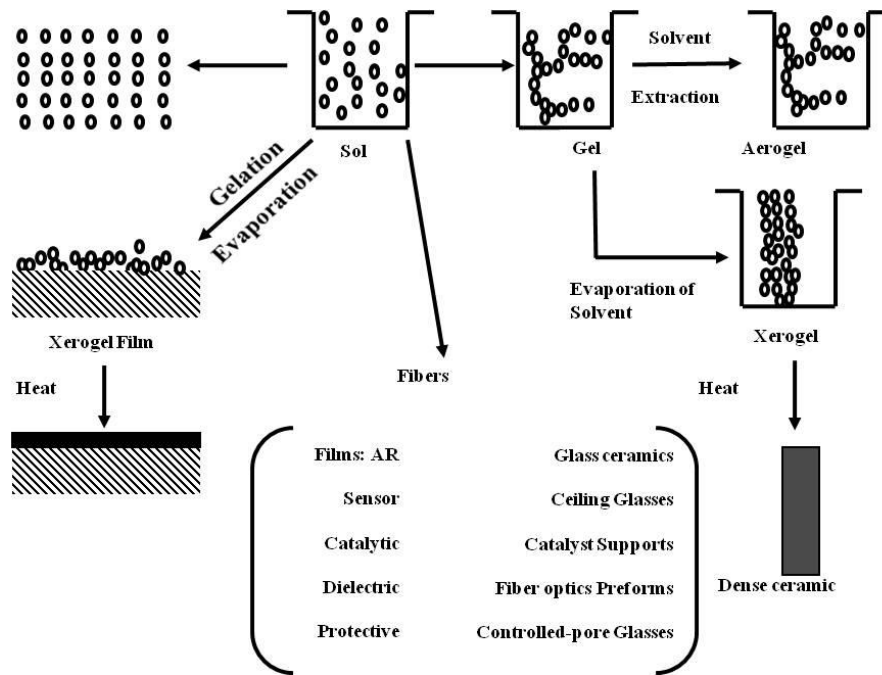 Solvent
Extraction
Sol
Gel
Aerogel
Gelation
Evaporation
Evaporation of
Solvent
Xerogel Film
Xerogel
Heat
Fibers
Heat
Films: AR
Glass ceramics
Sensor
Ceiling Glasses
Catalytic
Catalyst Supports
Dielectric
Fiber optics Preforms
Dense ceramic
Protective
Controlled-pore Glasses